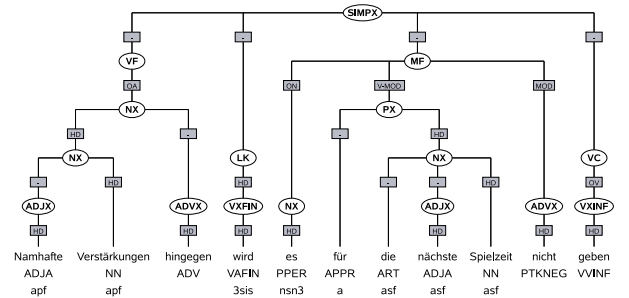 SIMPX
- - - -
VF MF
OA ON V-MOD MOD
NX PX
HD - - HD
NX LK NX VC
- HD HD - - HD OV
ADJX ADVX VXFIN NX ADJX ADVX VXINF
HD HD HD HD HD HD HD
Namhafte Verstärkungen hingegen wird es für die nächste Spielzeit nicht geben
ADJA NN ADV VAFIN PPER APPR ART ADJA NN PTKNEG VVINF
apf apf 3sis nsn3 a asf asf asf